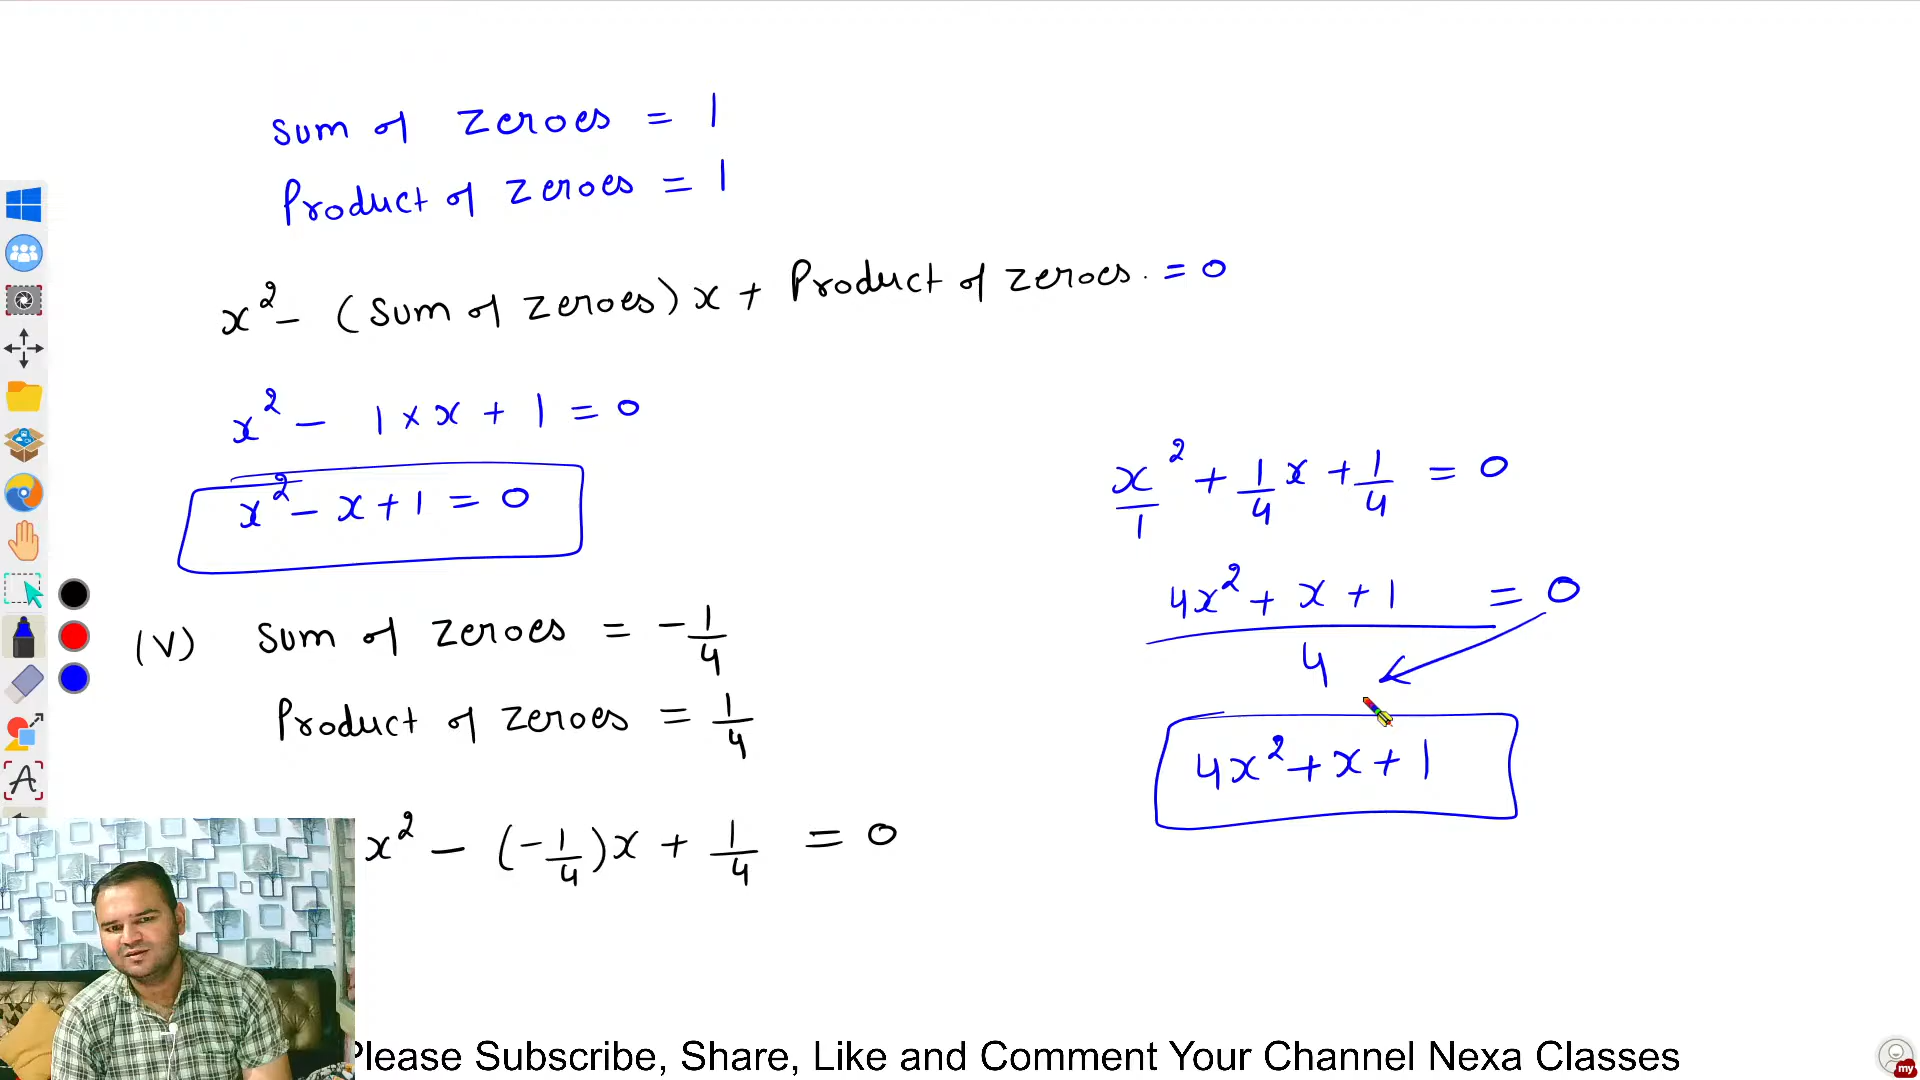 Sum of zeroes = 1
Product of zeroes = 1
x² - (Sum of zeroes) x + Product of zeroes. = 0
x² - 1 × x + 1 = 0
x² - x + 1 = 0
(V) Sum of zeroes = -1/4
Product of zeroes = 1/4
x² - (-1/4)x + 1/4 = 0
x²/1 + 1/4 x + 1/4 = 0
4x² + x + 1 = 0
4
4x² + x + 1
A
my
Please Subscribe, Share, Like and Comment Your Channel Nexa Classes